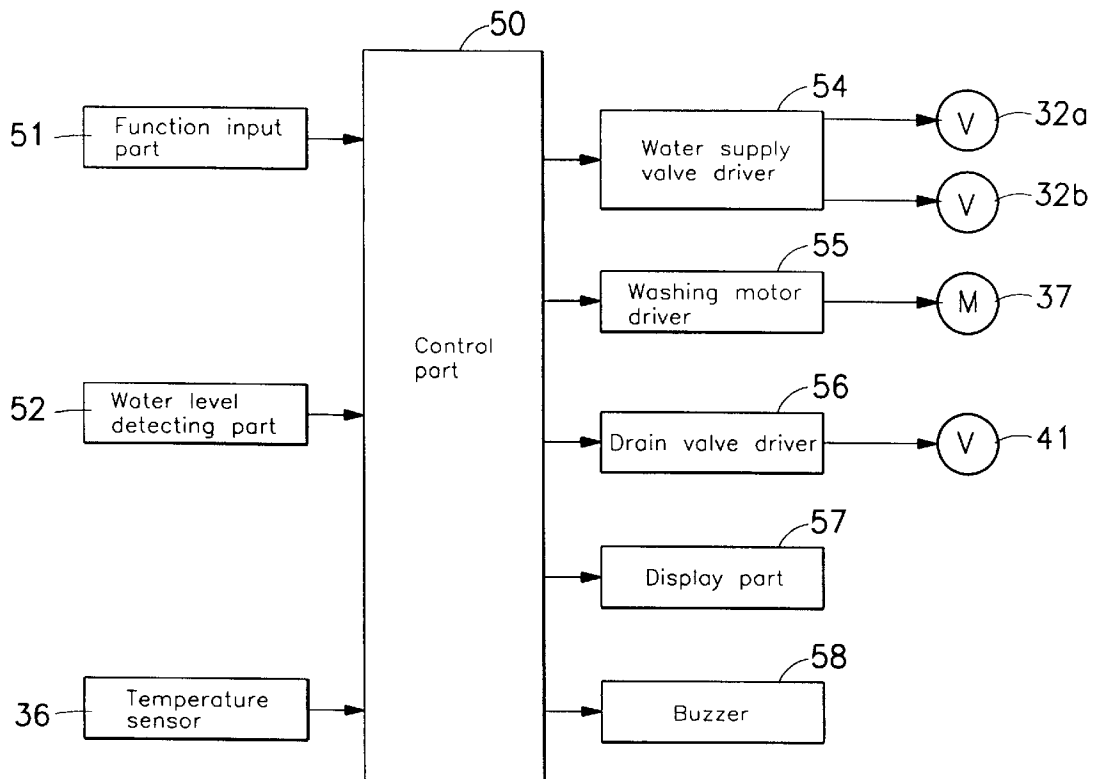 50
51
Function input
part
52
Water level
detecting part
36
Temperature
sensor
Control
part
54
Water supply
valve driver
V
32a
V
32b
55
Washing motor
driver
M
37
56
Drain valve driver
V
41
57
Display part
58
Buzzer